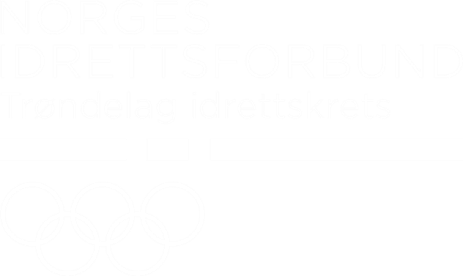 NORGES
IDRETTSFORBUND
Trøndelag idrettskrets